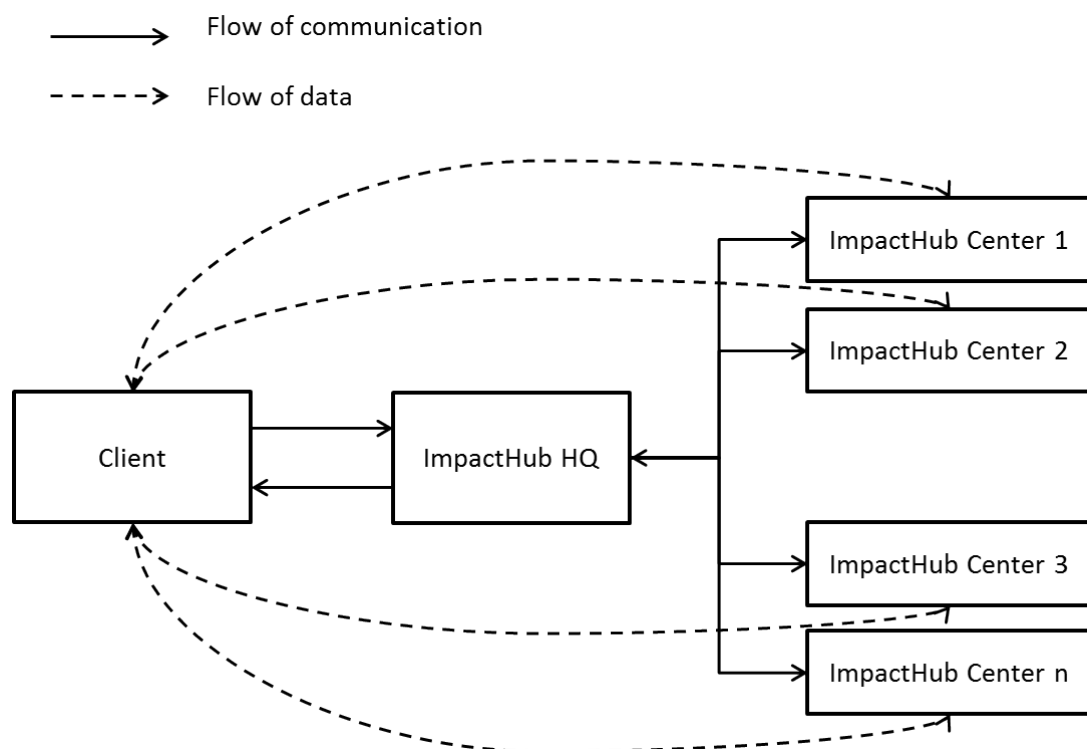 Flow of communication
Flow of data
ImpactHub Center 1
ImpactHub Center 2
Client
ImpactHub HQ
ImpactHub Center 3
ImpactHub Center n